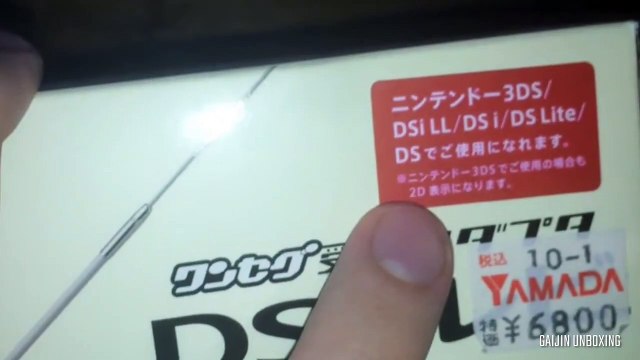 ニンテンドー3DS/
DSi LL/DSi/DS Lite/
DSでご使用になれます。
※ニンテンドー3DSでご使用の場合も
2D 表示になります。
ワンセグ受 ダプタ
DS
税込 10-1
YAMADA
特価 ¥6800
GAIJIN UNBOXING